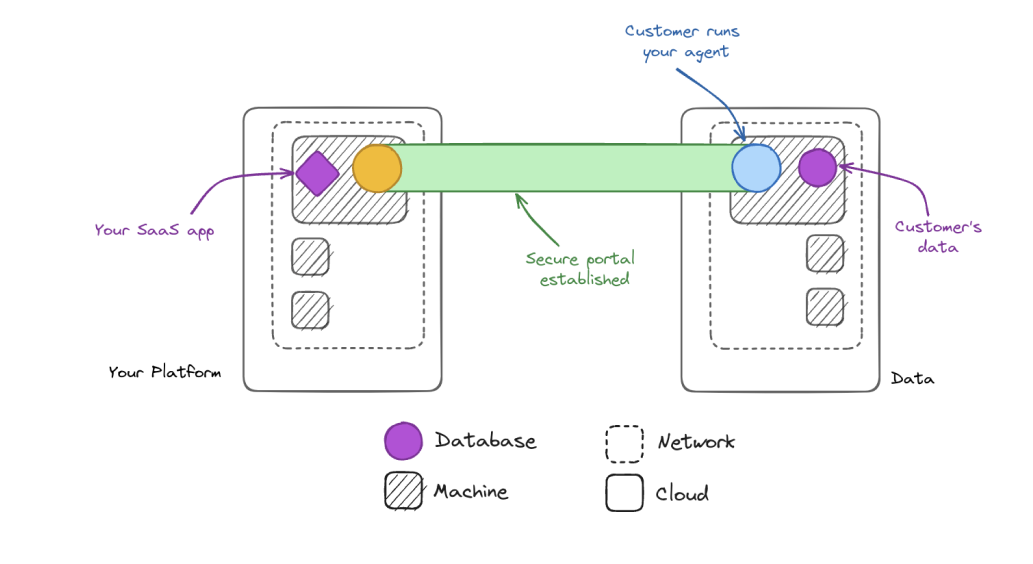 Customer runs
your agent
Your SaaS app
Secure portal
established
Customer's
data
Your Platform
Data
Database
Network
Machine
Cloud